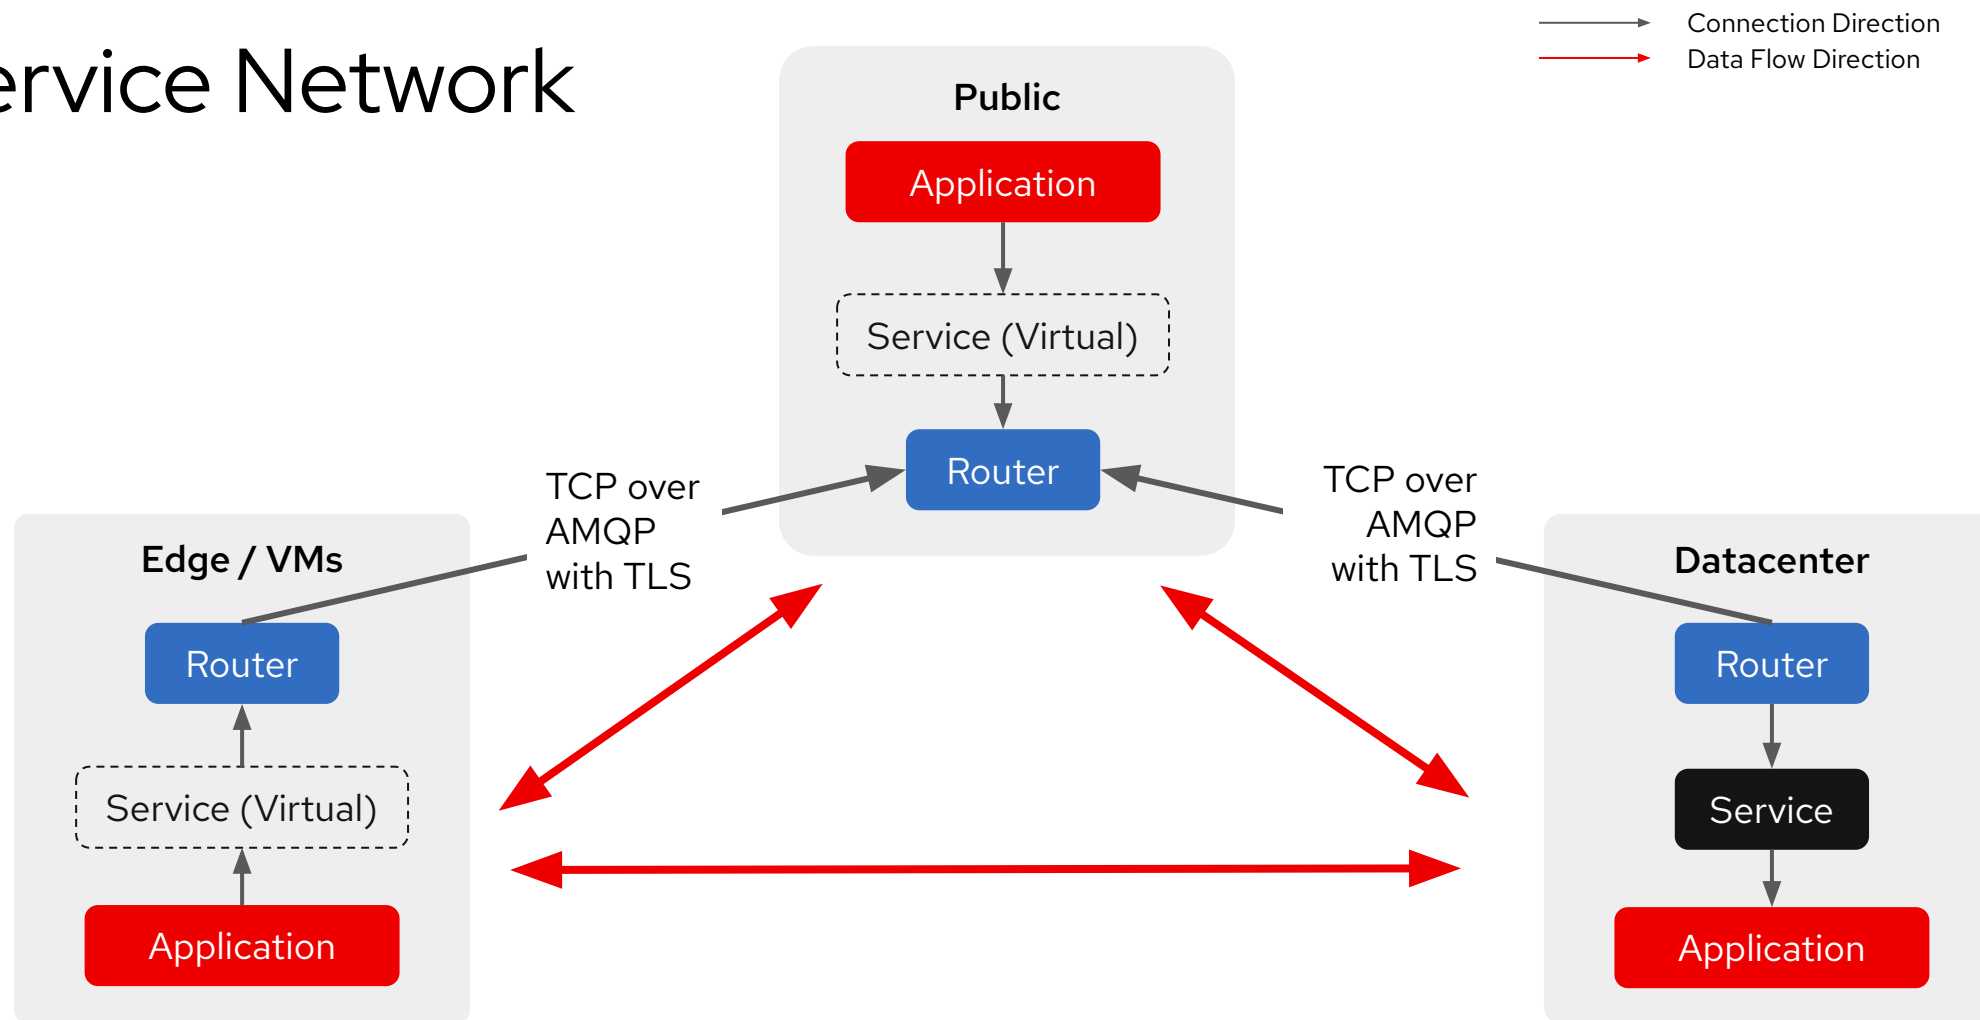 ervice Network
Connection Direction
Data Flow Direction
Public
Application
Service (Virtual)
Router
TCP over
AMQP
with TLS
TCP over
AMQP
with TLS
Edge / VMs
Router
Service (Virtual)
Application
Datacenter
Router
Service
Application